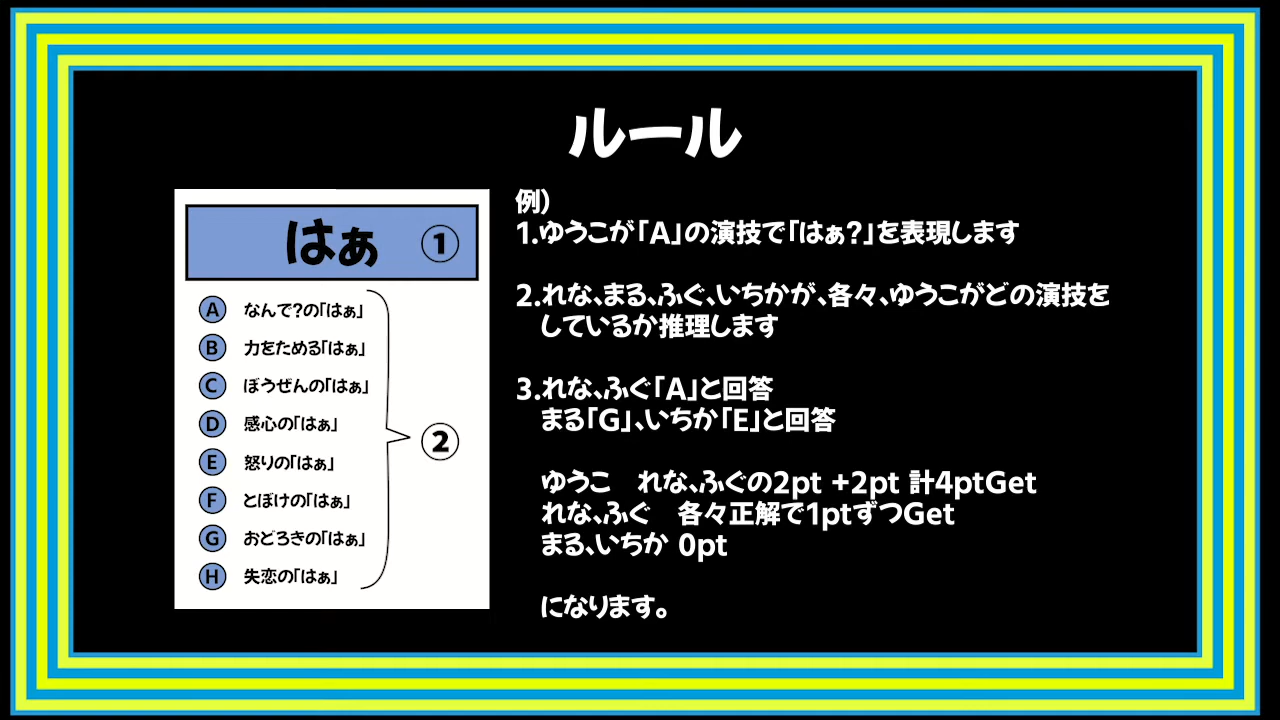 ルール
はぁ ①
A なんで?の「はぁ」
B 力をためる「はぁ」
C ぼうぜんの「はぁ」
D 感心の「はぁ」
E 怒りの「はぁ」
F とぼけの「はぁ」
G おどろきの「はぁ」
H 失恋の「はぁ」
②
例)
1.ゆうこが「A」の演技で「はぁ?」を表現します
2.れな、まる、ふぐ、いちかが、各々、ゆうこがどの演技を
しているか推理します
3.れな、ふぐ「A」と回答
まる「G」、いちか「E」と回答
ゆうこ　れな、ふぐの2pt +2pt 計4ptGet
れな、ふぐ　各々正解で1ptずつGet
まる、いちか 0pt
になります。